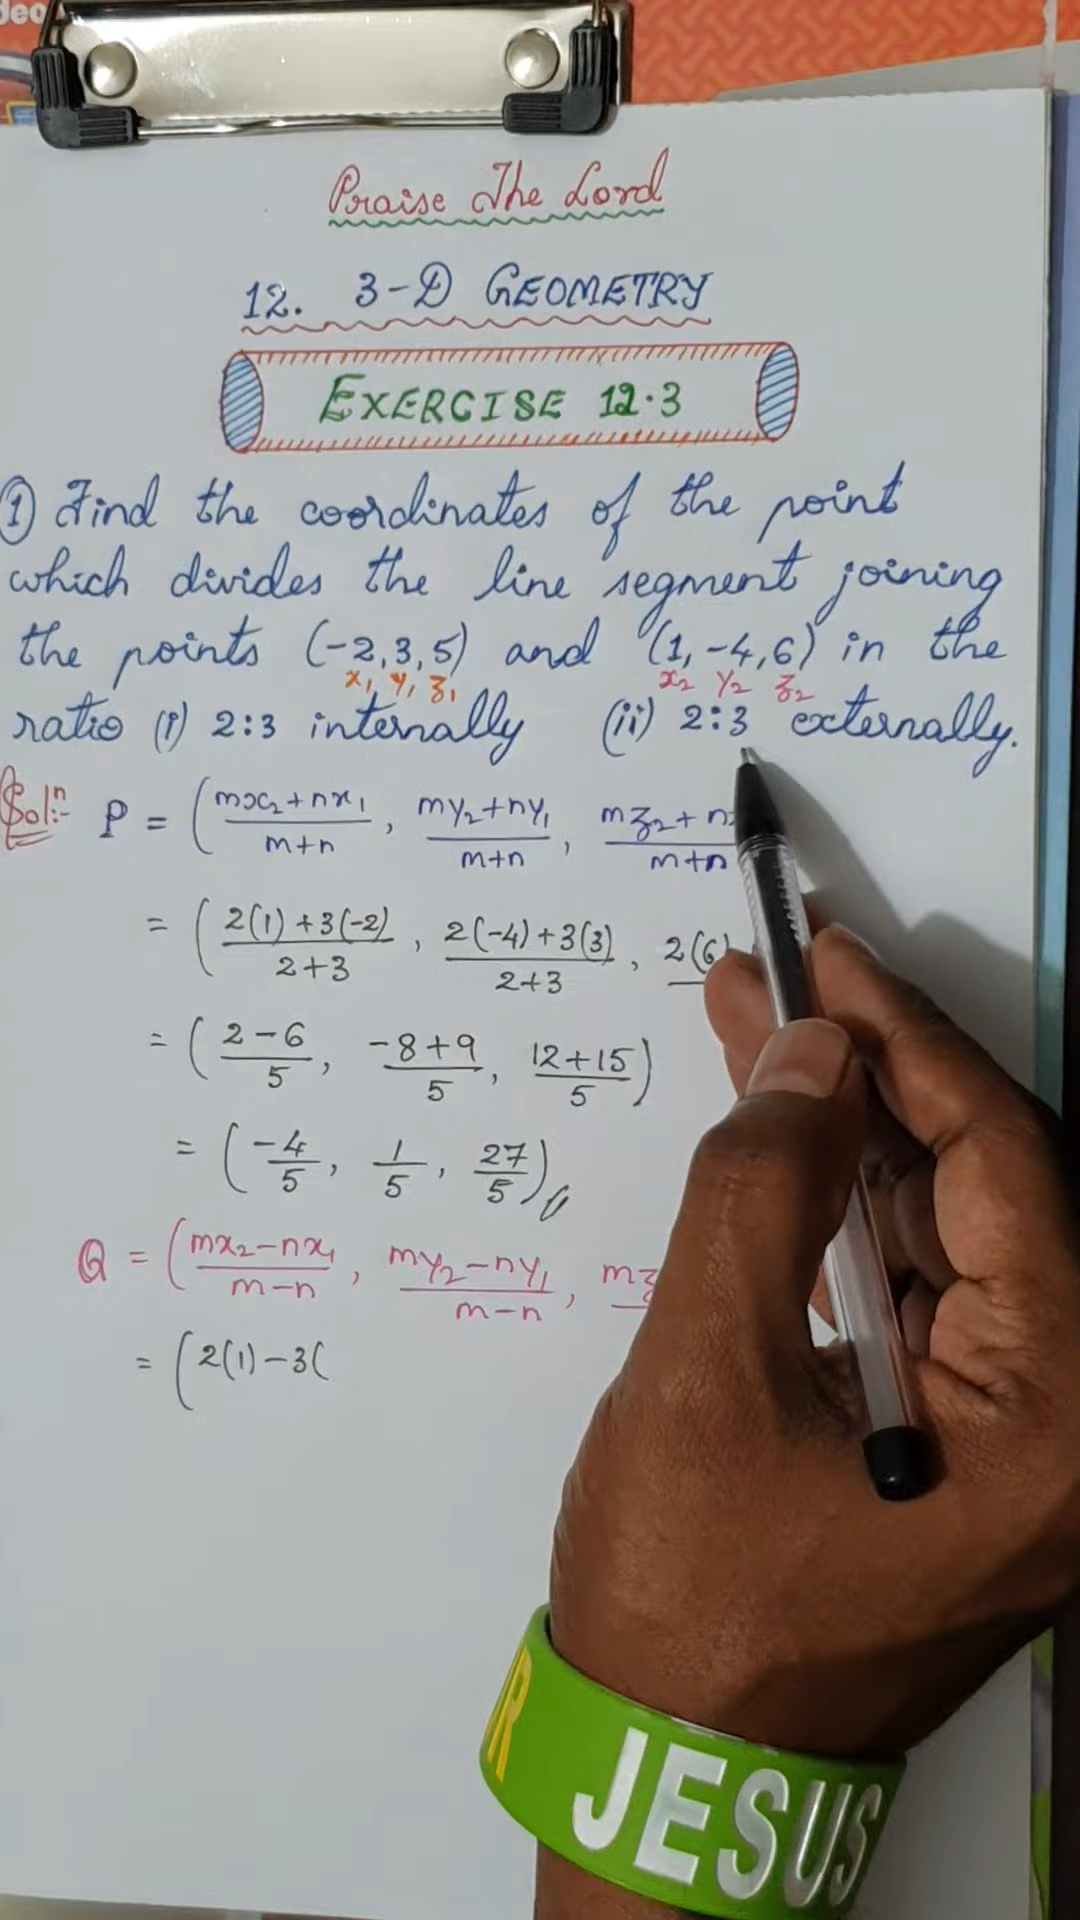 deo
Praise The Lord
12. 3-D GEOMETRY
EXERCISE 12.3
① Find the coordinates of the point
which divides the line segment joining
the points (-2,3,5) and (1,-4,6) in the
x₁ y₁ z₁ x₂ y₂ z₂
ratio (i) 2:3 internally (ii) 2:3 externally.
Solⁿ:- P = ( mx₂+nx₁ / m+n , my₂+ny₁ / m+n , mz₂+n / m+n
= ( 2(1)+3(-2) / 2+3 , 2(-4)+3(3) / 2+3 , 2(6)
= ( 2-6 / 5 , -8+9 / 5 , 12+15 / 5 )
= ( -4/5 , 1/5 , 27/5 )
Q = ( mx₂-nx₁ / m-n , my₂-ny₁ / m-n , mz
= ( 2(1)-3(
R JESUS